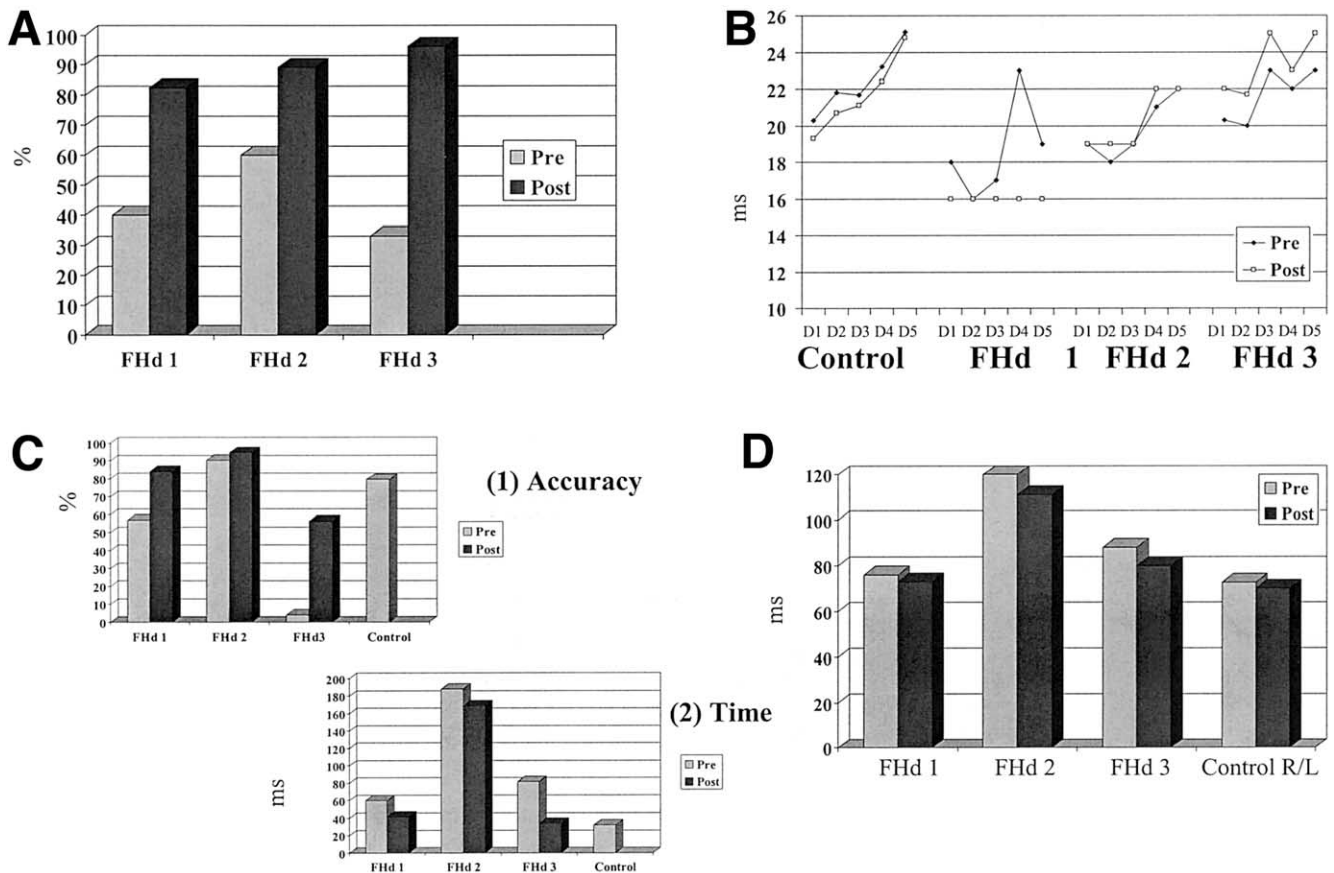 A
100
90
80
70
60
50
40
30
20
10
0
%
Pre
Post
FHd 1 FHd 2 FHd 3
B
26
24
22
20
18
16
14
12
10
ms
Pre
Post
D1 D2 D3 D4 D5 D1 D2 D3 D4 D5 D1 D2 D3 D4 D5 D1 D2 D3 D4 D5
Control FHd 1 FHd 2 FHd 3
C
100
90
80
70
60
50
40
30
20
10
0
%
(1) Accuracy
Pre
Post
FHd 1 FHd 2 FHd3 Control
200
180
160
140
120
100
80
60
40
20
0
ms
(2) Time
Pre
Post
FHd 1 FHd 2 FHd 3 Control
D
120
100
80
60
40
20
0
ms
Pre
Post
FHd 1 FHd 2 FHd 3 Control R/L